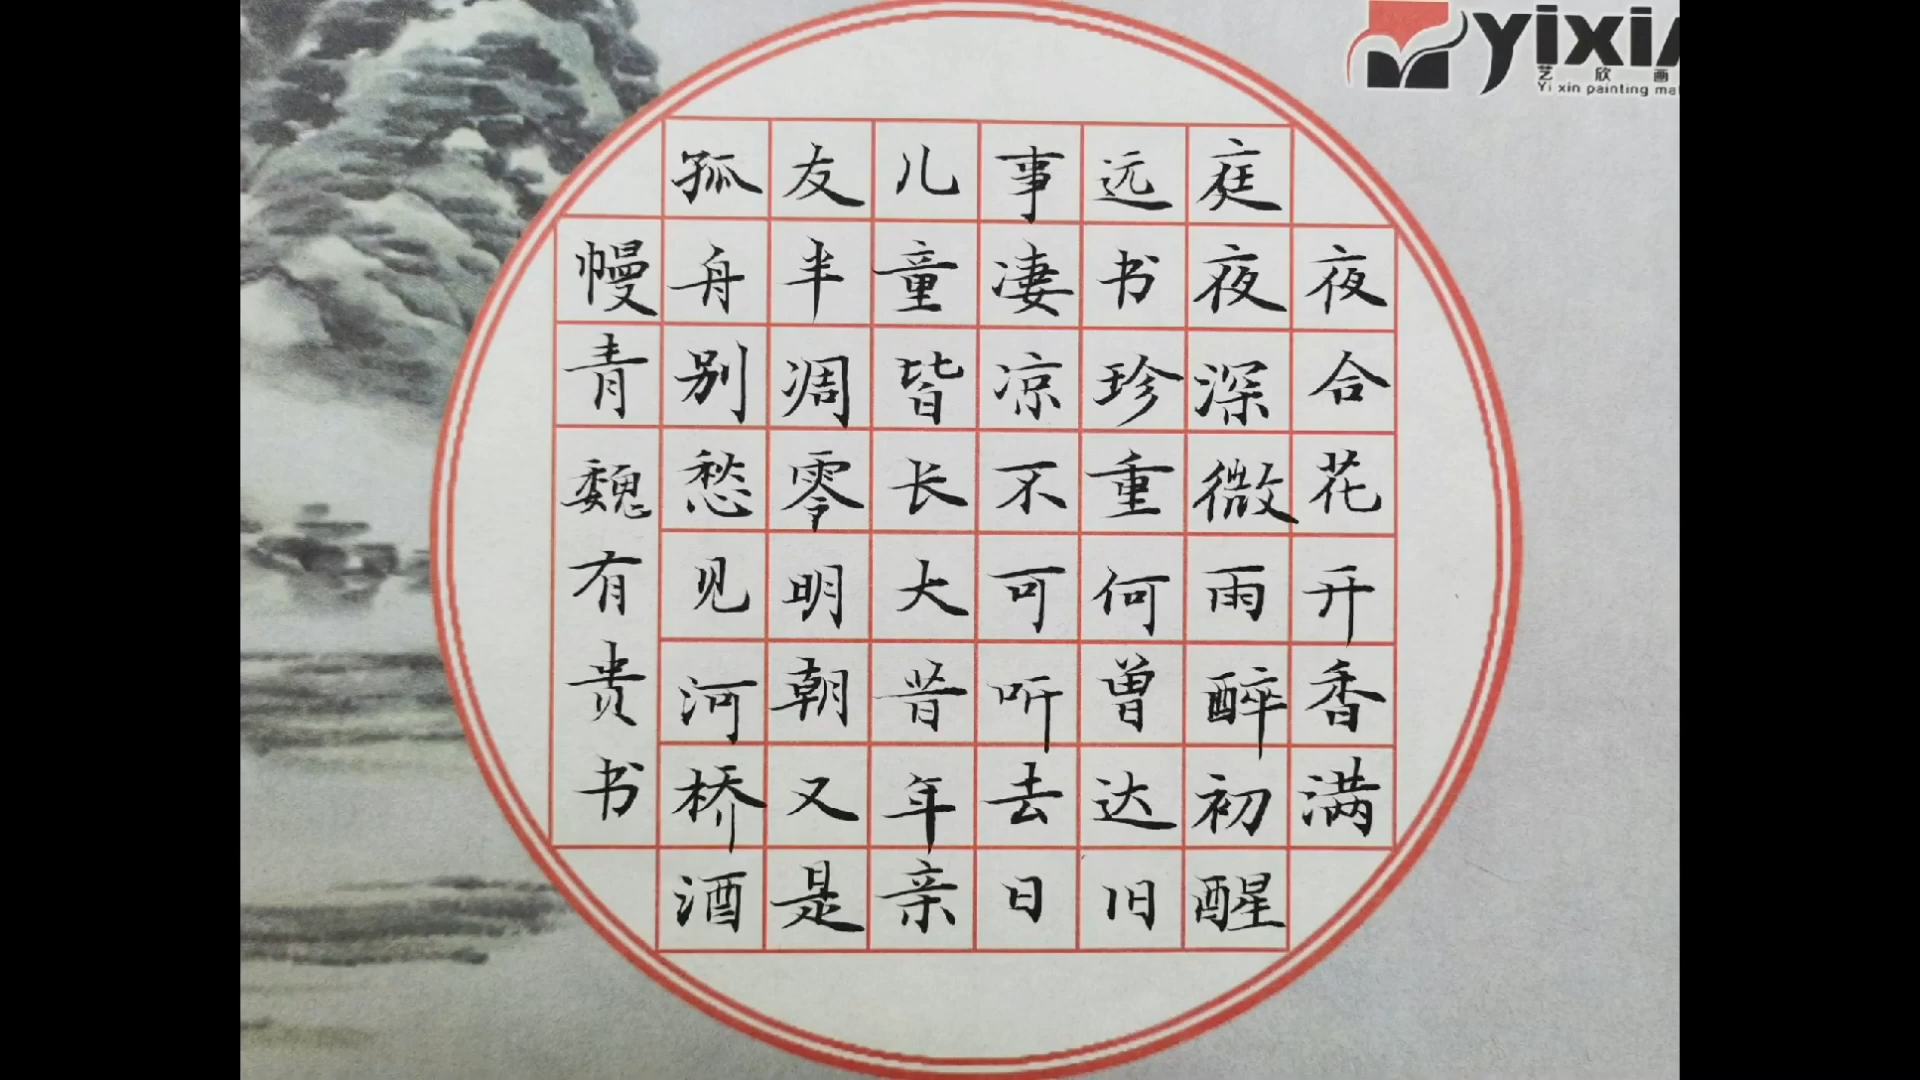 夜合花开香满
庭夜深微雨醉初醒
远书珍重何曾达旧
事凄凉不可听去日
儿童皆长大昔年亲
友半凋零明朝又是
孤舟别愁见河桥酒
幔青魏有贵书
yixi
艺欣画
Yi xin painting ma